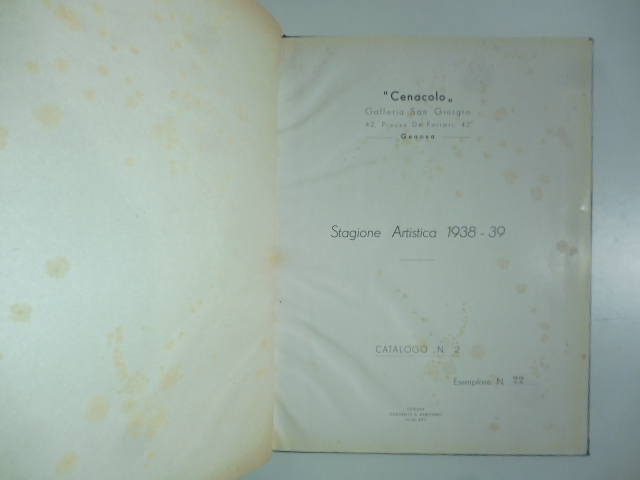 "Cenacolo„
Galleria San Giorgio
42, Piazza De Ferrari, 42
Genova
Stagione Artistica 1938 - 39
CATALOGO N. 2
Esemplare N.